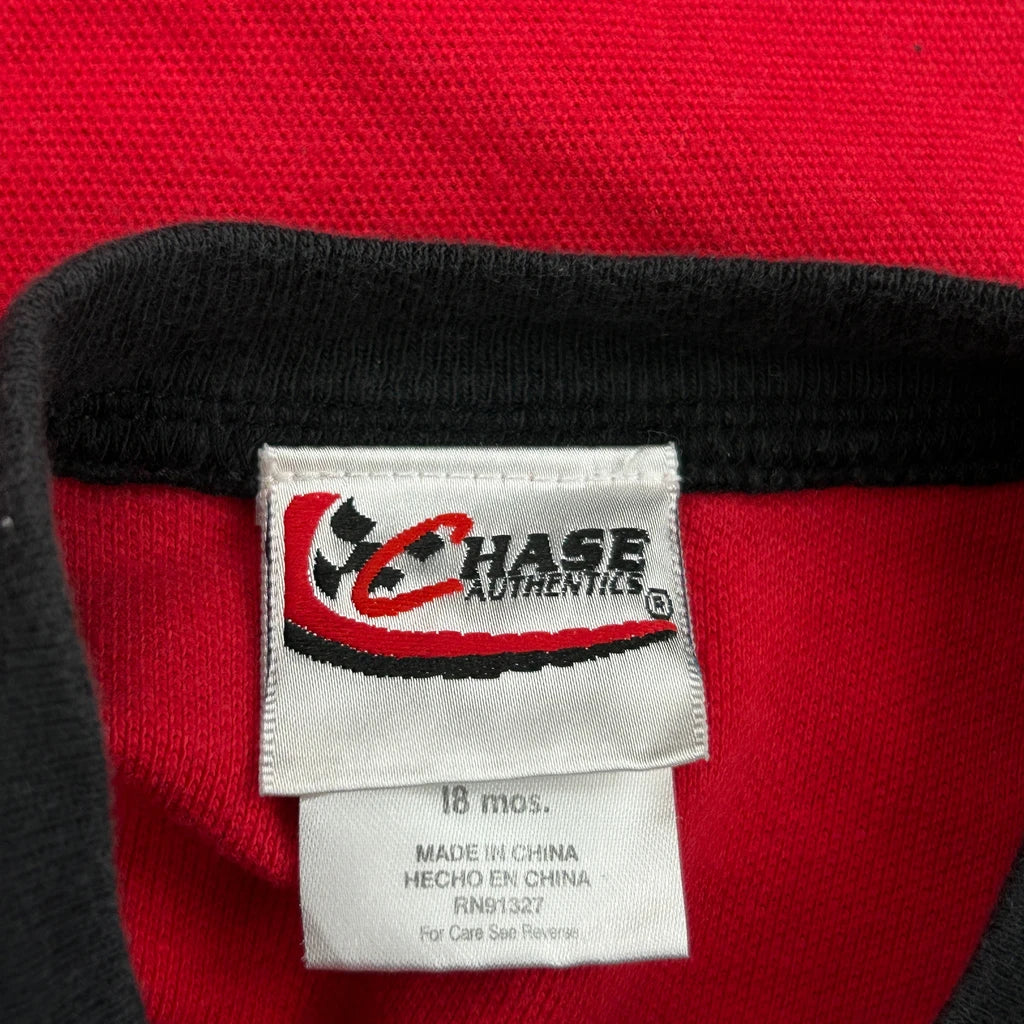 CHASE
AUTHENTICS®
18 mos.
MADE IN CHINA
HECHO EN CHINA
RN91327
For Care See Reverse